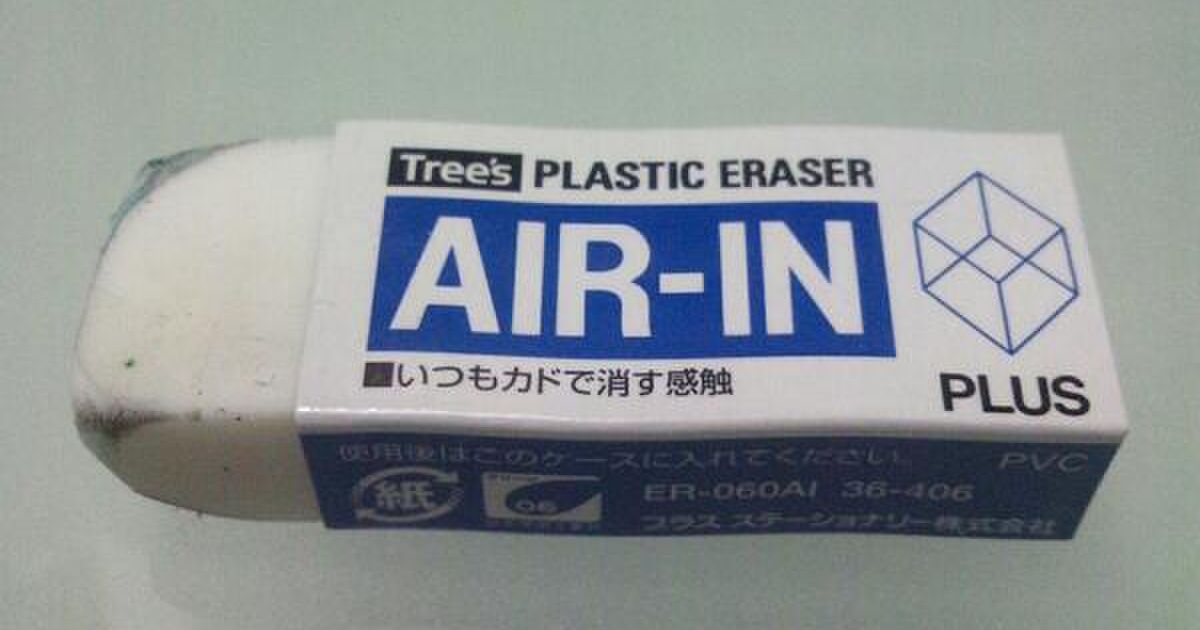 Tree's PLASTIC ERASER
AIR-IN
■いつもカドで消す感触
PLUS
使用後はこのケースに入れてください。 PVC
紙
06
ER-060AI 36-406
プラス ステーショナリー株式会社